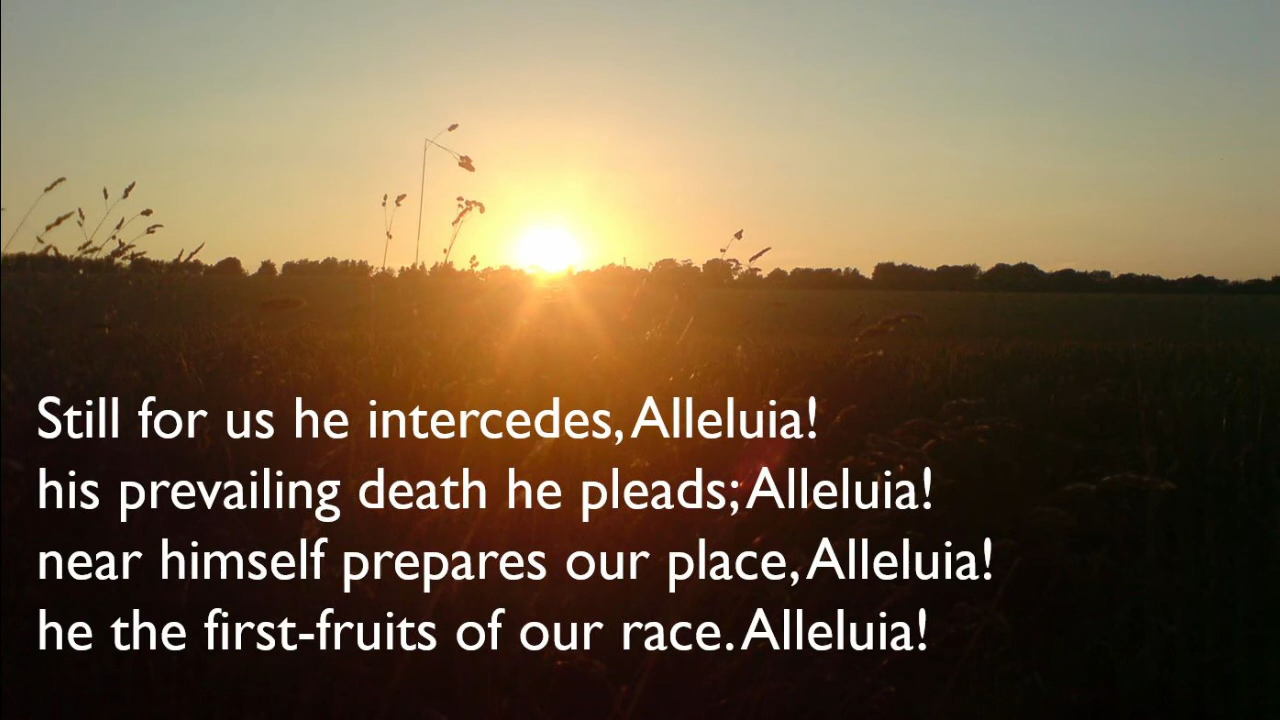 Still for us he intercedes, Alleluia!
his prevailing death he pleads; Alleluia!
near himself prepares our place, Alleluia!
he the first-fruits of our race. Alleluia!